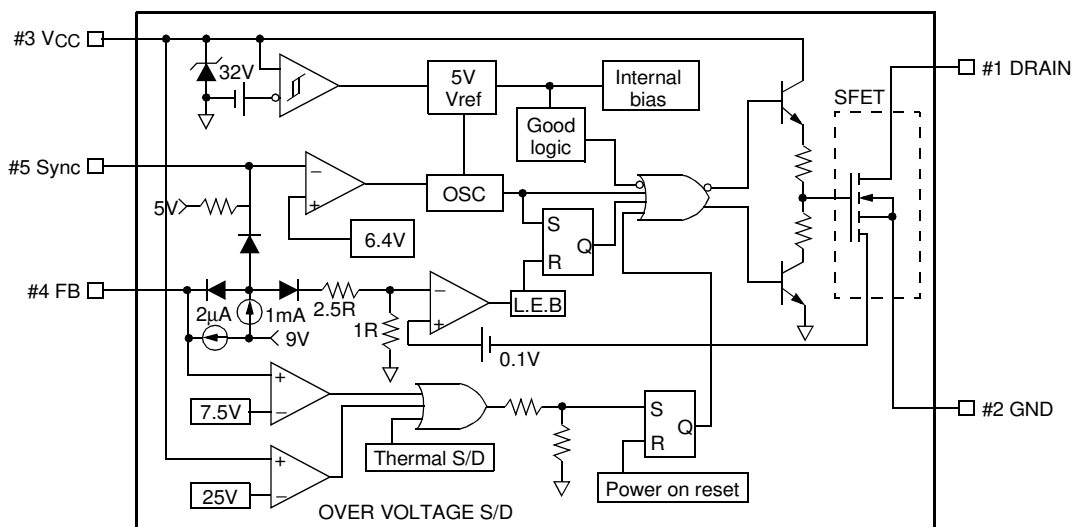 #3 VCC
32V
5V
Vref
Internal
bias
#1 DRAIN
SFET
Good
logic
#5 Sync
−
+
OSC
5V
6.4V
S
R
Q
#4 FB
2μA
1mA
9V
2.5R
1R
−
+
L.E.B
0.1V
7.5V
+
−
Thermal S/D
S
R
Q
#2 GND
25V
+
−
Power on reset
OVER VOLTAGE S/D